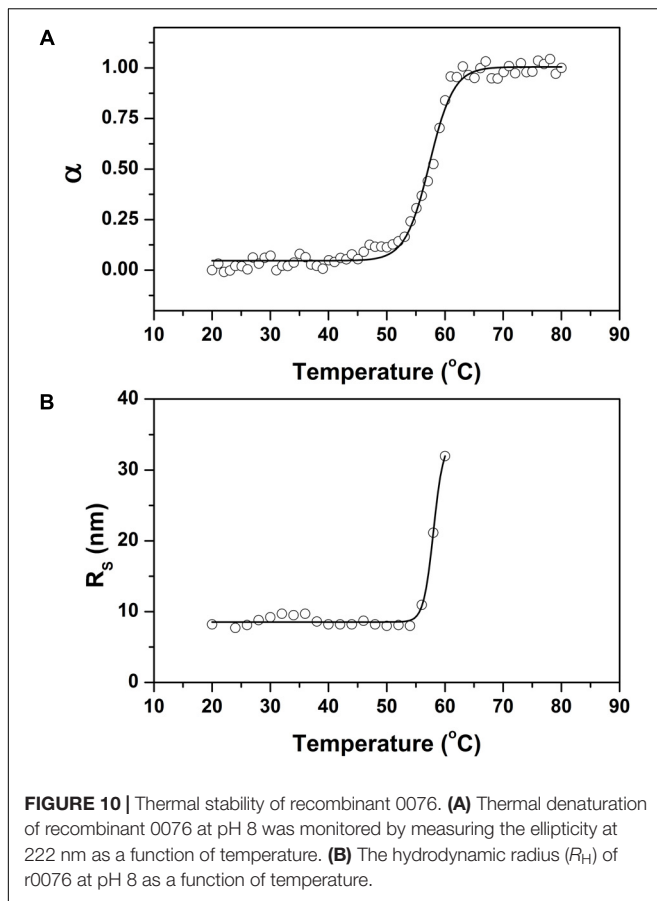 A
1.00
0.75
0.50
0.25
0.00
α
10 20 30 40 50 60 70 80 90
Temperature (°C)
B
40
30
20
10
0
Rs (nm)
10 20 30 40 50 60 70 80 90
Temperature (°C)
FIGURE 10 | Thermal stability of recombinant 0076. (A) Thermal denaturation
of recombinant 0076 at pH 8 was monitored by measuring the ellipticity at
222 nm as a function of temperature. (B) The hydrodynamic radius (RH) of
r0076 at pH 8 as a function of temperature.